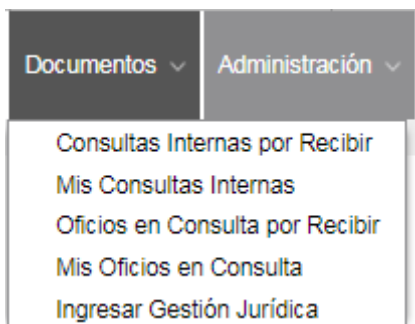 Documentos Administración
Consultas Internas por Recibir
Mis Consultas Internas
Oficios en Consulta por Recibir
Mis Oficios en Consulta
Ingresar Gestión Jurídica